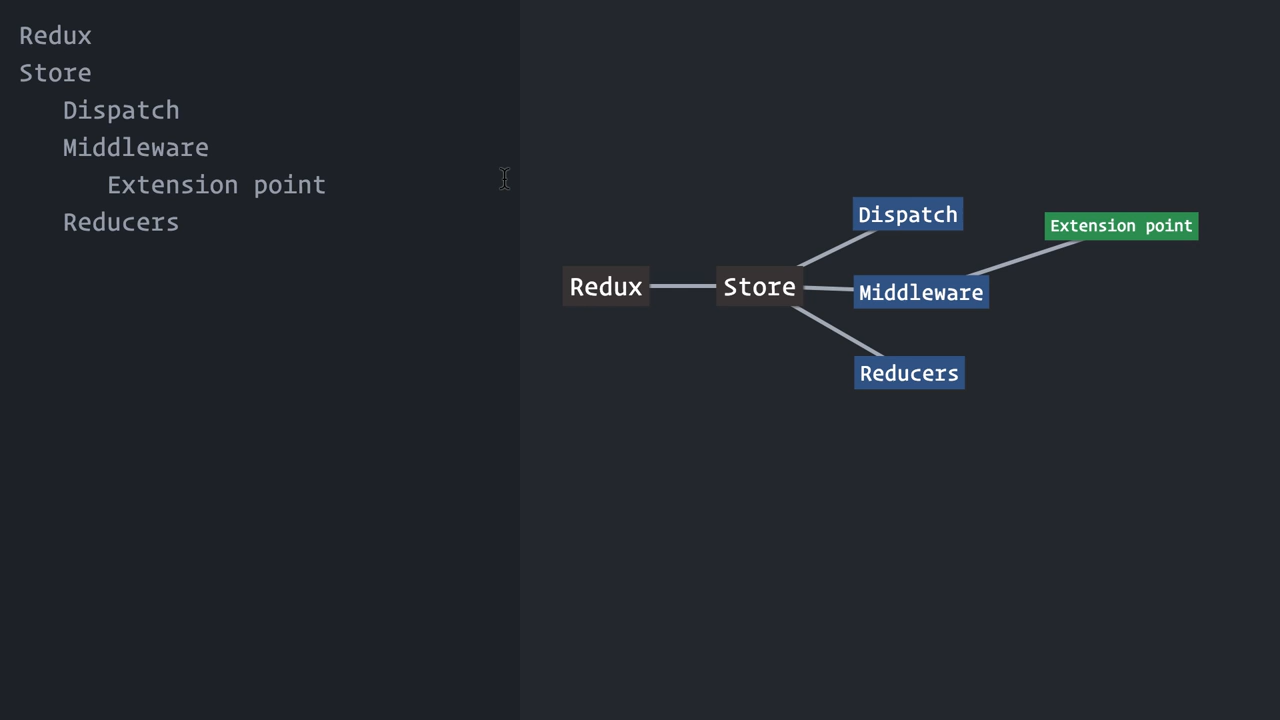 Redux
Store
Dispatch
Middleware
Extension point
Reducers
Dispatch
Extension point
Redux
Store
Middleware
Reducers